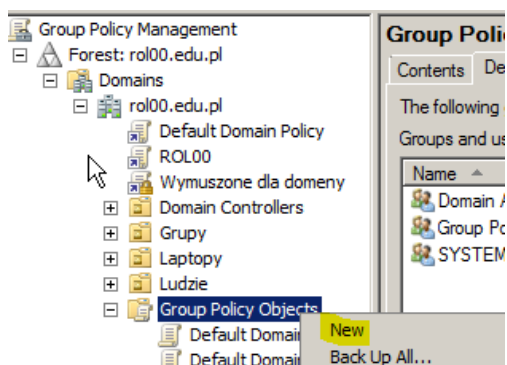 Group Policy Management
Forest: rol00.edu.pl
Domains
rol00.edu.pl
Default Domain Policy
ROL00
Wymuszone dla domeny
Domain Controllers
Grupy
Laptopy
Ludzie
Group Policy Objects
Default Domai
Default Domai
New
Back Up All...
Group Poli
Contents
De
The following
Groups and us
Name
Domain A
Group Po
SYSTEM